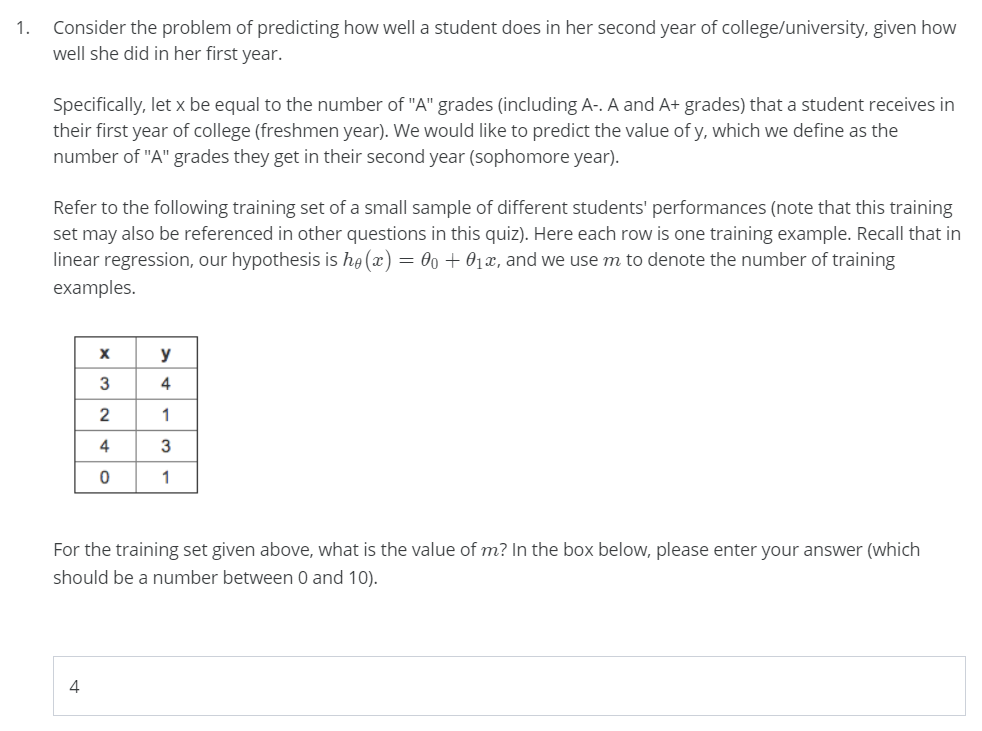 1. Consider the problem of predicting how well a student does in her second year of college/university, given how
well she did in her first year.
Specifically, let x be equal to the number of "A" grades (including A-. A and A+ grades) that a student receives in
their first year of college (freshmen year). We would like to predict the value of y, which we define as the
number of "A" grades they get in their second year (sophomore year).
Refer to the following training set of a small sample of different students' performances (note that this training
set may also be referenced in other questions in this quiz). Here each row is one training example. Recall that in
linear regression, our hypothesis is hθ(x) = θ0 + θ1x, and we use m to denote the number of training
examples.
x y
3 4
2 1
4 3
0 1
For the training set given above, what is the value of m? In the box below, please enter your answer (which
should be a number between 0 and 10).
4